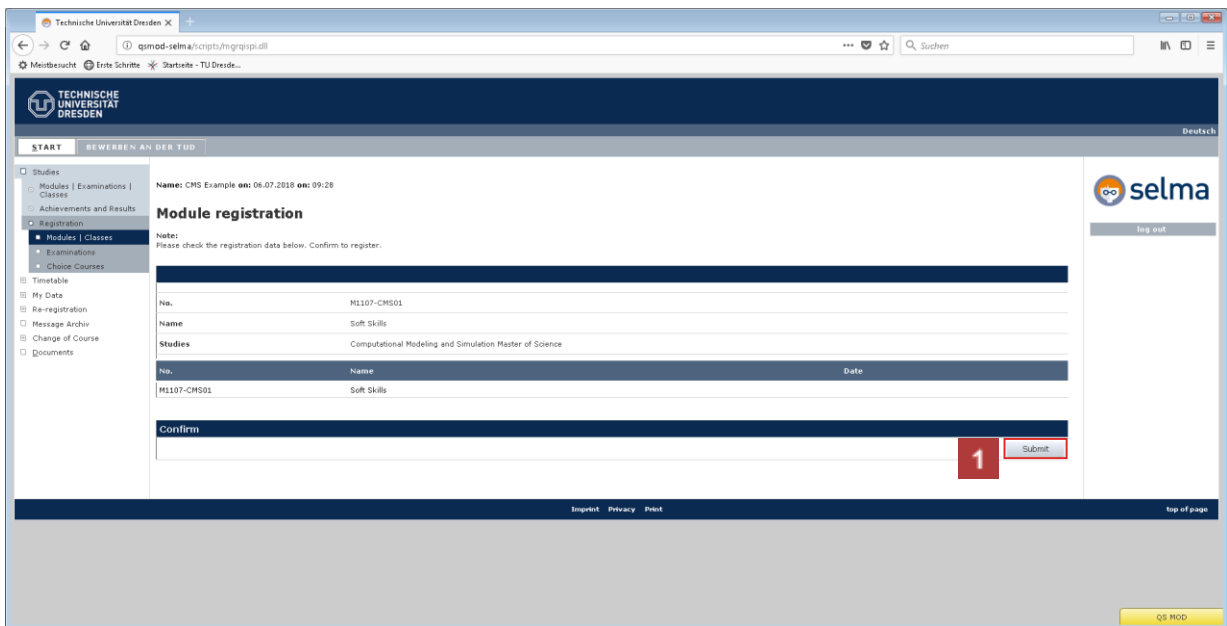 Technische Universität Dresden
qsmod-selma/scripts/mgrqispi.dll
Suchen
Meistbesucht Erste Schritte Startseite - TU Dresde...
TECHNISCHE
UNIVERSITÄT
DRESDEN
Deutsch
START BEWERBEN AN DER TUD
Studies
Modules | Examinations |
Classes
Achievements and Results
Registration
Modules | Classes
Examinations
Choice Courses
Timetable
My Data
Re-registration
Message Archiv
Change of Course
Documents
Name: CMS Example on: 06.07.2018 on: 09:28
Module registration
Note:
Please check the registration data below. Confirm to register.
No. M1107-CMS01
Name Soft Skills
Studies Computational Modeling and Simulation Master of Science
No. Name Date
M1107-CMS01 Soft Skills
Confirm
1 Submit
selma
log out
Imprint Privacy Print top of page
QS MOD